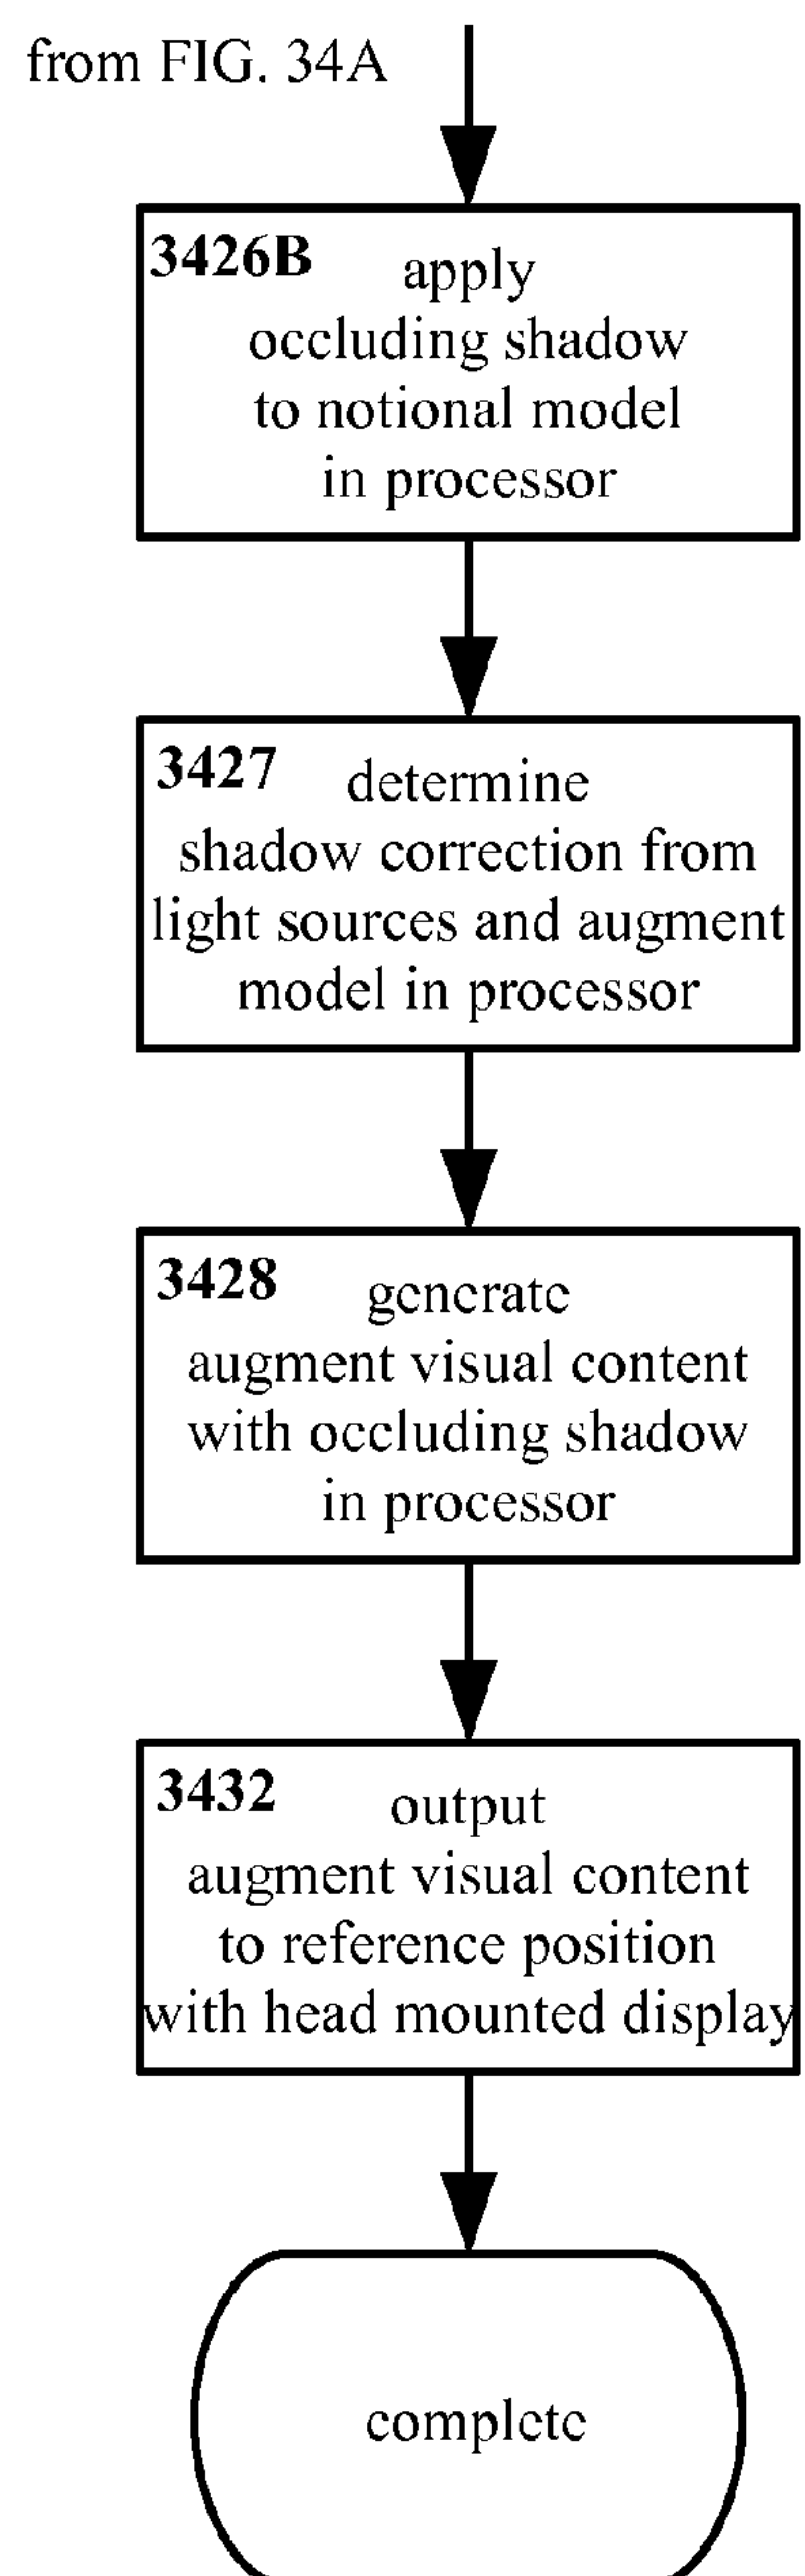 from FIG. 34A
3426B apply
occluding shadow
to notional model
in processor
3427 determine
shadow correction from
light sources and augment
model in processor
3428 generate
augment visual content
with occluding shadow
in processor
3432 output
augment visual content
to reference position
with head mounted display
complete